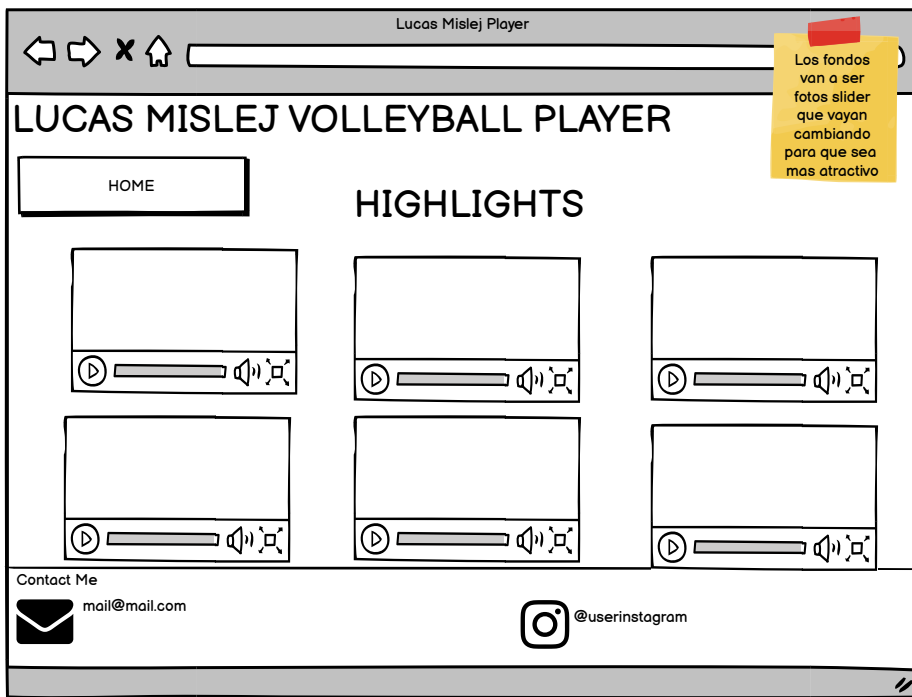 Lucas Mislej Player
Los fondos
van a ser
fotos slider
que vayan
cambiando
para que sea
mas atractivo
LUCAS MISLEJ VOLLEYBALL PLAYER
HOME
HIGHLIGHTS
Contact Me
mail@mail.com
@userinstagram